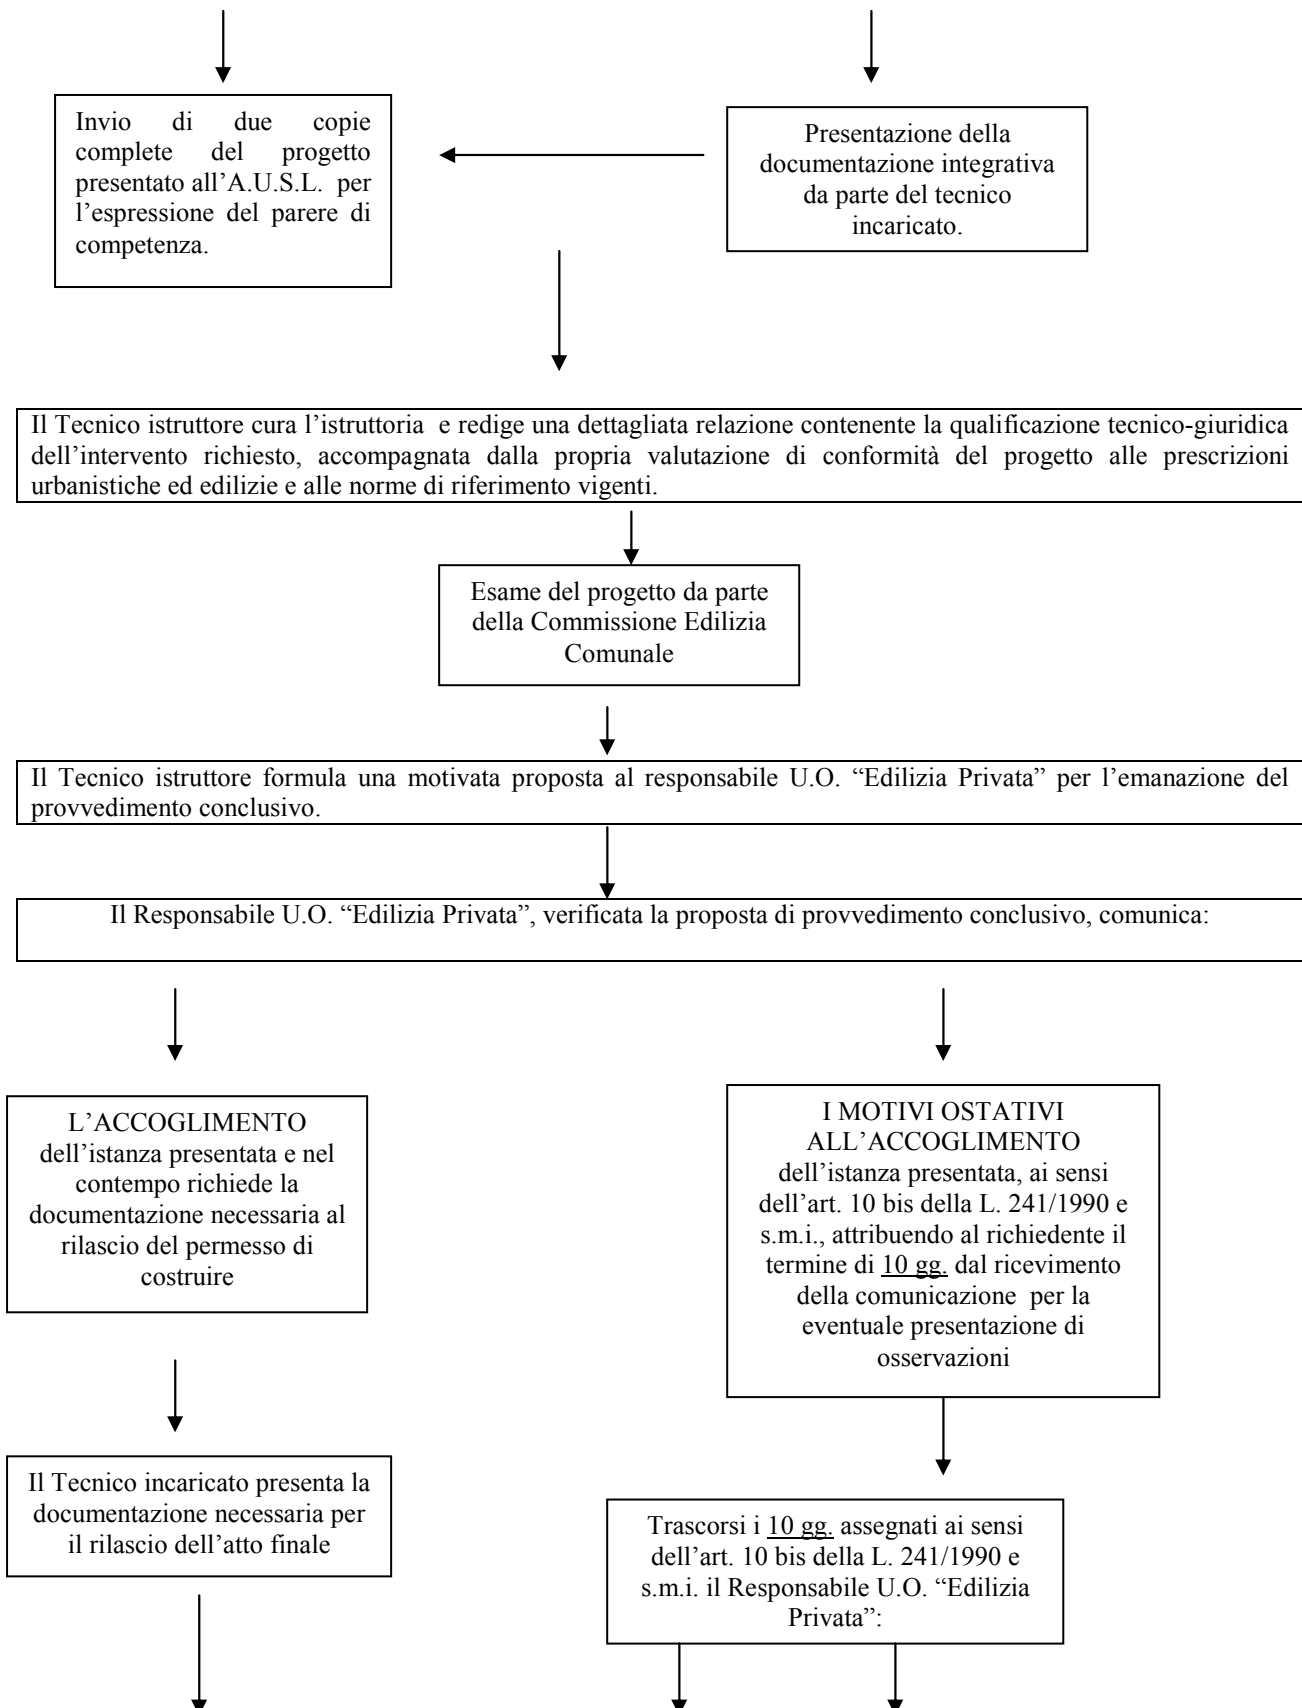 Invio di due copie
complete del progetto
presentato all’A.U.S.L. per
l’espressione del parere di
competenza.
Presentazione della
documentazione integrativa
da parte del tecnico
incaricato.
Il Tecnico istruttore cura l’istruttoria e redige una dettagliata relazione contenente la qualificazione tecnico-giuridica
dell’intervento richiesto, accompagnata dalla propria valutazione di conformità del progetto alle prescrizioni
urbanistiche ed edilizie e alle norme di riferimento vigenti.
Esame del progetto da parte
della Commissione Edilizia
Comunale
Il Tecnico istruttore formula una motivata proposta al responsabile U.O. “Edilizia Privata” per l’emanazione del
provvedimento conclusivo.
Il Responsabile U.O. “Edilizia Privata”, verificata la proposta di provvedimento conclusivo, comunica:
L’ACCOGLIMENTO
dell’istanza presentata e nel
contempo richiede la
documentazione necessaria al
rilascio del permesso di
costruire
I MOTIVI OSTATIVI
ALL’ACCOGLIMENTO
dell’istanza presentata, ai sensi
dell’art. 10 bis della L. 241/1990 e
s.m.i., attribuendo al richiedente il
termine di 10 gg. dal ricevimento
della comunicazione per la
eventuale presentazione di
osservazioni
Il Tecnico incaricato presenta la
documentazione necessaria per
il rilascio dell’atto finale
Trascorsi i 10 gg. assegnati ai sensi
dell’art. 10 bis della L. 241/1990 e
s.m.i. il Responsabile U.O. “Edilizia
Privata”: